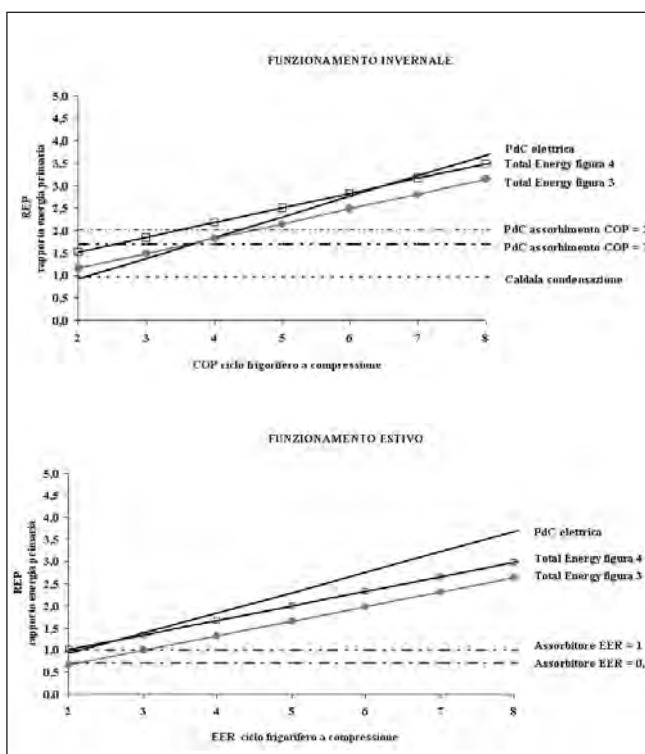 FUNZIONAMENTO INVERNALE
REP
rapporto energia primaria
5,0
4,5
4,0
3,5
3,0
2,5
2,0
1,5
1,0
0,5
0,0
2 3 4 5 6 7 8
COP ciclo frigorifero a compressione
PdC elettrica
Total Energy figura 4
Total Energy figura 3
PdC assorbimento COP =
PdC assorbimento COP =
Caldaia condensazione
FUNZIONAMENTO ESTIVO
REP
rapporto energia primaria
5,0
4,5
4,0
3,5
3,0
2,5
2,0
1,5
1,0
0,5
0,0
2 3 4 5 6 7 8
EER ciclo frigorifero a compressione
PdC elettrica
Total Energy figura 4
Total Energy figura 3
Assorbitore EER = 1
Assorbitore EER = 0,